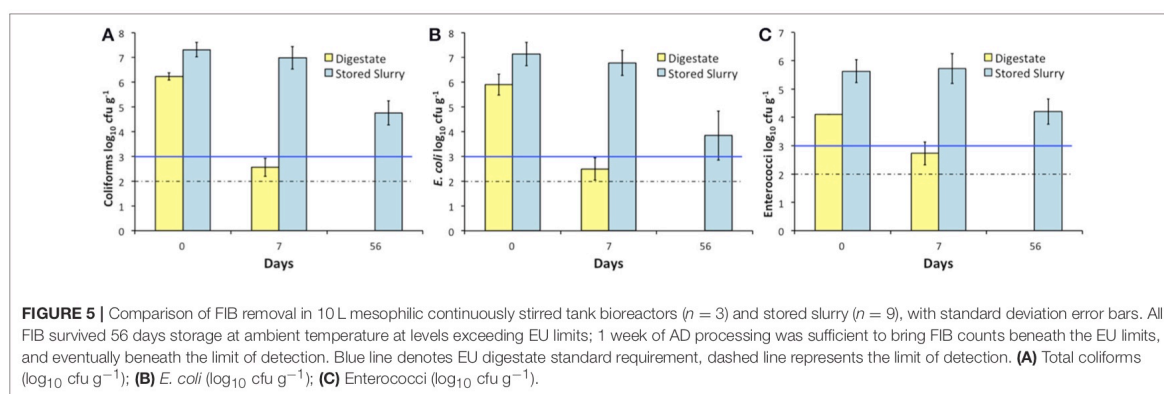 A
8
7
6
5
4
3
2
1
0
Coliforms log10 cfu g-1
Digestate
Stored Slurry
0 7 56
Days
B
8
7
6
5
4
3
2
1
0
E. coli log10 cfu g-1
Digestate
Stored Slurry
0 7 56
Days
C
7
6
5
4
3
2
1
0
Enterococci log10 cfu g-1
Digestate
Stored Slurry
0 7 56
Days
FIGURE 5 | Comparison of FIB removal in 10 L mesophilic continuously stirred tank bioreactors (n = 3) and stored slurry (n = 9), with standard deviation error bars. All
FIB survived 56 days storage at ambient temperature at levels exceeding EU limits; 1 week of AD processing was sufficient to bring FIB counts beneath the EU limits,
and eventually beneath the limit of detection. Blue line denotes EU digestate standard requirement, dashed line represents the limit of detection. (A) Total coliforms
(log10 cfu g−1); (B) E. coli (log10 cfu g−1); (C) Enterococci (log10 cfu g−1).